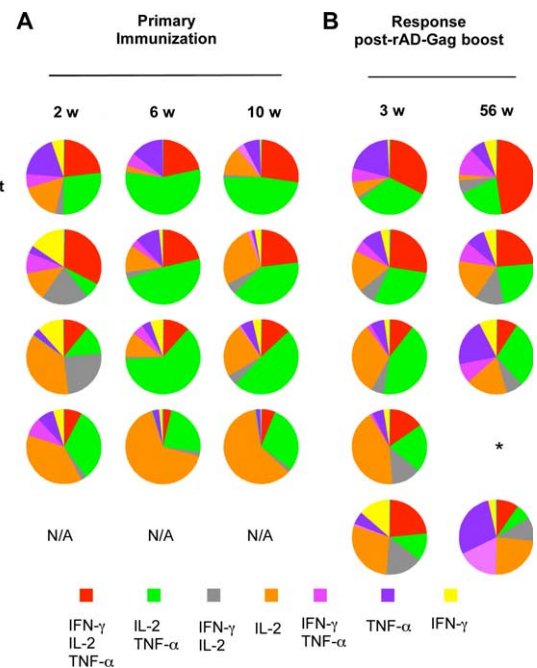 A
Primary
Immunization
B
Response
post-rAD-Gag boost
2 w
6 w
10 w
3 w
56 w
t
*
N/A
N/A
N/A
IFN-γ
IL-2
TNF-α
IL-2
TNF-α
IFN-γ
IL-2
IL-2
IFN-γ
TNF-α
TNF-α
IFN-γ